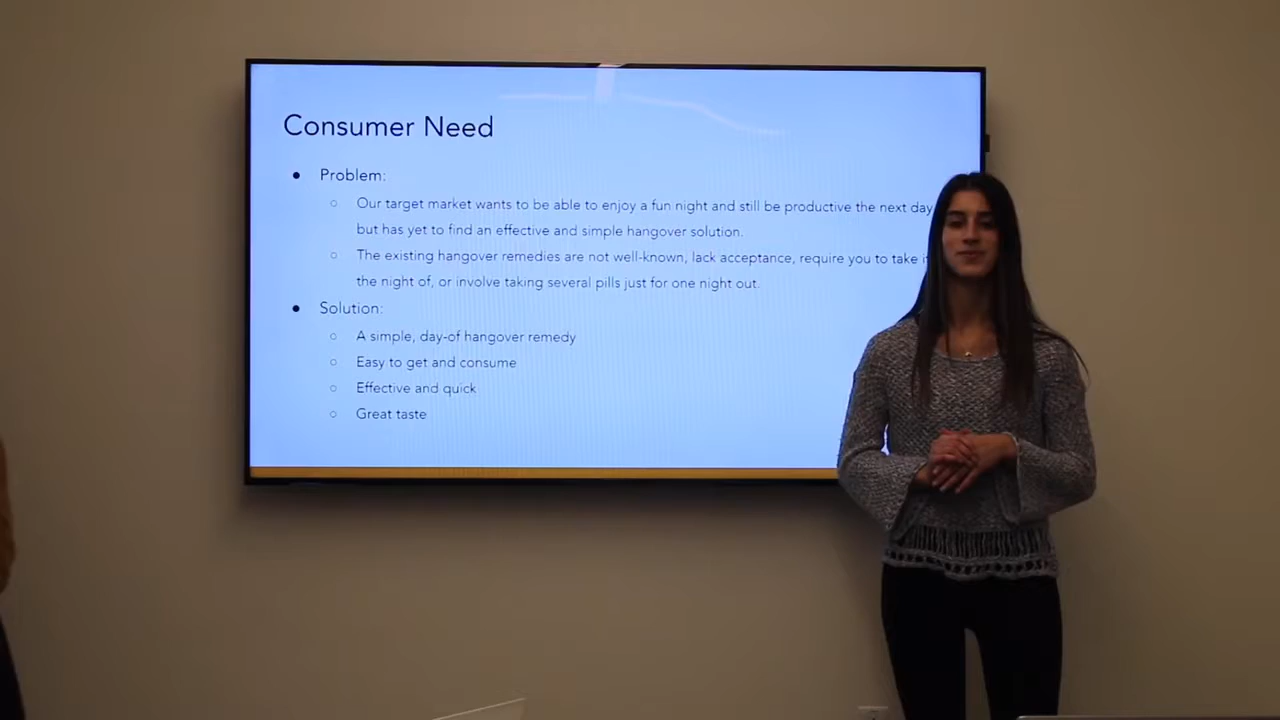 Consumer Need
● Problem:
○ Our target market wants to be able to enjoy a fun night and still be productive the next day
but has yet to find an effective and simple hangover solution.
○ The existing hangover remedies are not well-known, lack acceptance, require you to take
the night of, or involve taking several pills just for one night out.
● Solution:
○ A simple, day-of hangover remedy
○ Easy to get and consume
○ Effective and quick
○ Great taste